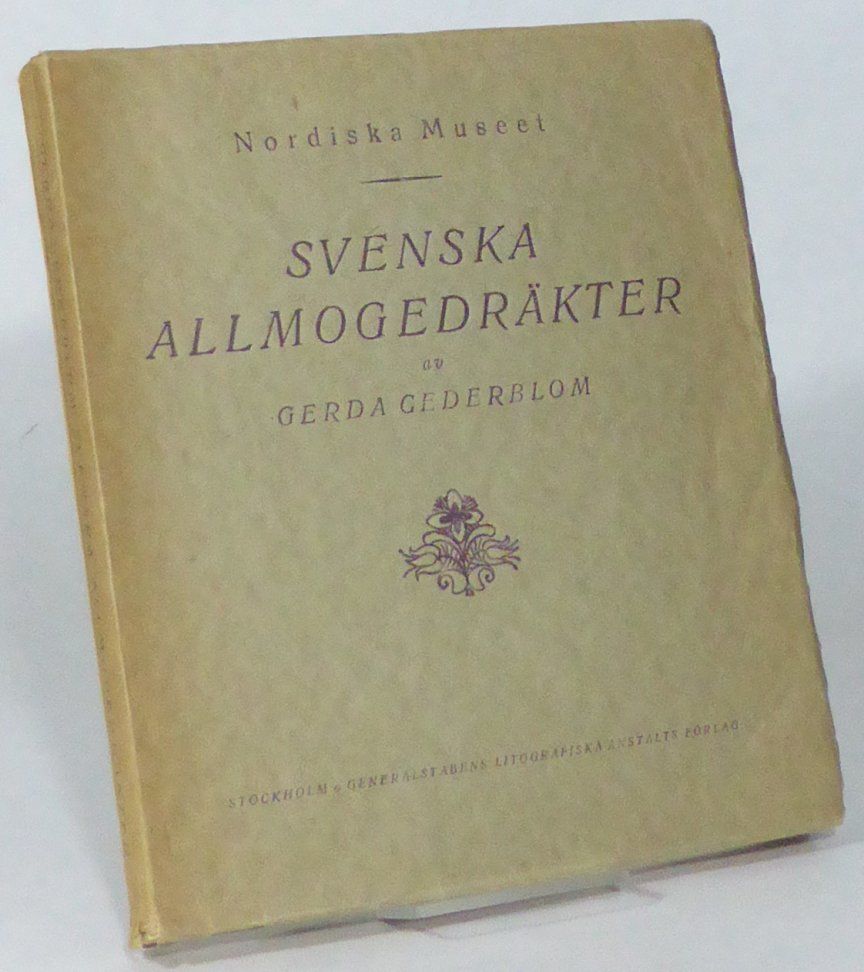 Nordiska Museet
SVENSKA
ALLMOGEDRÄKTER
av
GERDA CEDERBLOM
STOCKHOLM GENERALSTABENS LITOGRAFISKA ANSTALTS FÖRLAG